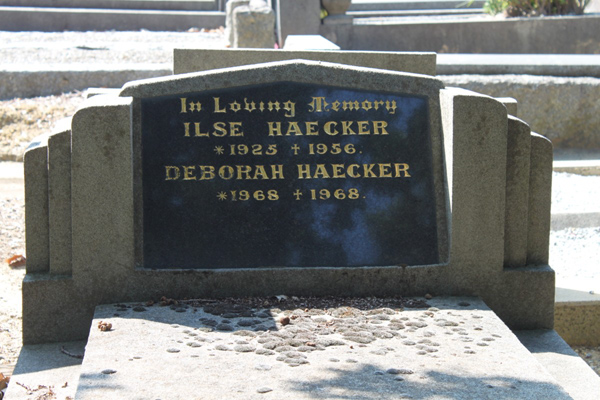 In Loving Memory
ILSE HAECKER
*1925 †1956.
DEBORAH HAECKER
*1968 †1968.